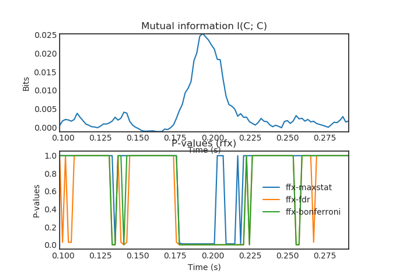 Mutual information I(C; C)
0.025
0.020
0.015
0.010
0.005
0.000
Bits
0.100 0.125 0.150 0.175 0.200 0.225 0.250 0.275
Time (s)
P-values (rfx)
1.0
0.8
0.6
0.4
0.2
0.0
P-values
ffx-maxstat
ffx-fdr
ffx-bonferroni
0.100 0.125 0.150 0.175 0.200 0.225 0.250 0.275
Time (s)